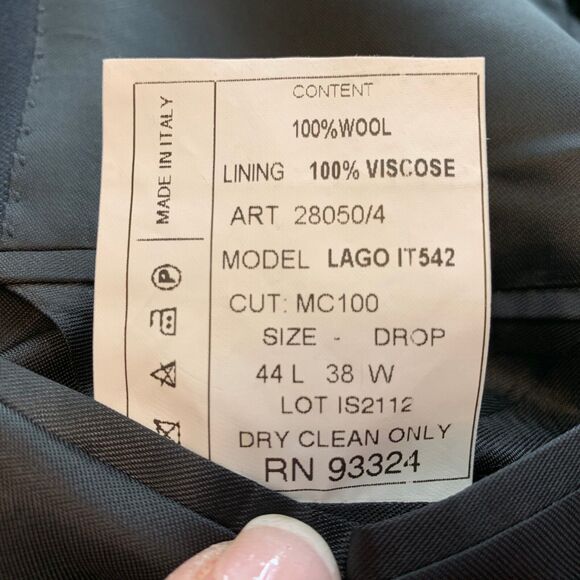 CONTENT
100%WOOL
LINING 100% VISCOSE
ART 28050/4
MODEL LAGO IT542
CUT: MC100
SIZE - DROP
44 L 38 W
LOT IS2112
DRY CLEAN ONLY
RN 93324
MADE IN ITALY
P